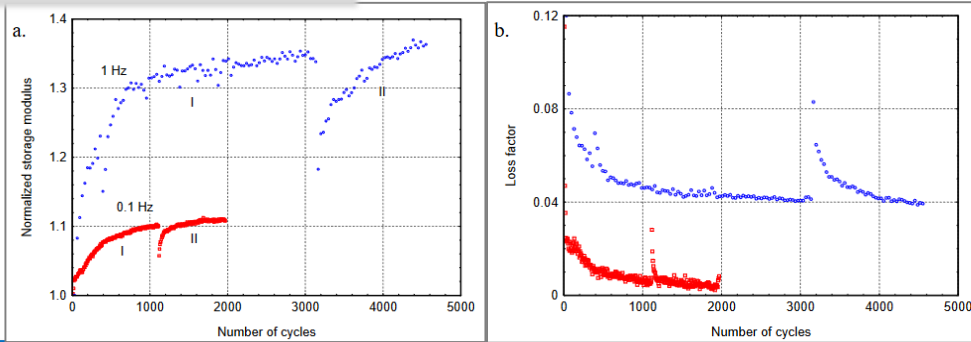 a.
Normalized storage modulus
1.4
1.3
1.2
1.1
1.0
1 Hz
I
II
0.1 Hz
I
II
0 1000 2000 3000 4000 5000
Number of cycles
b.
Loss factor
0.12
0.08
0.04
0
0 1000 2000 3000 4000 5000
Number of cycles